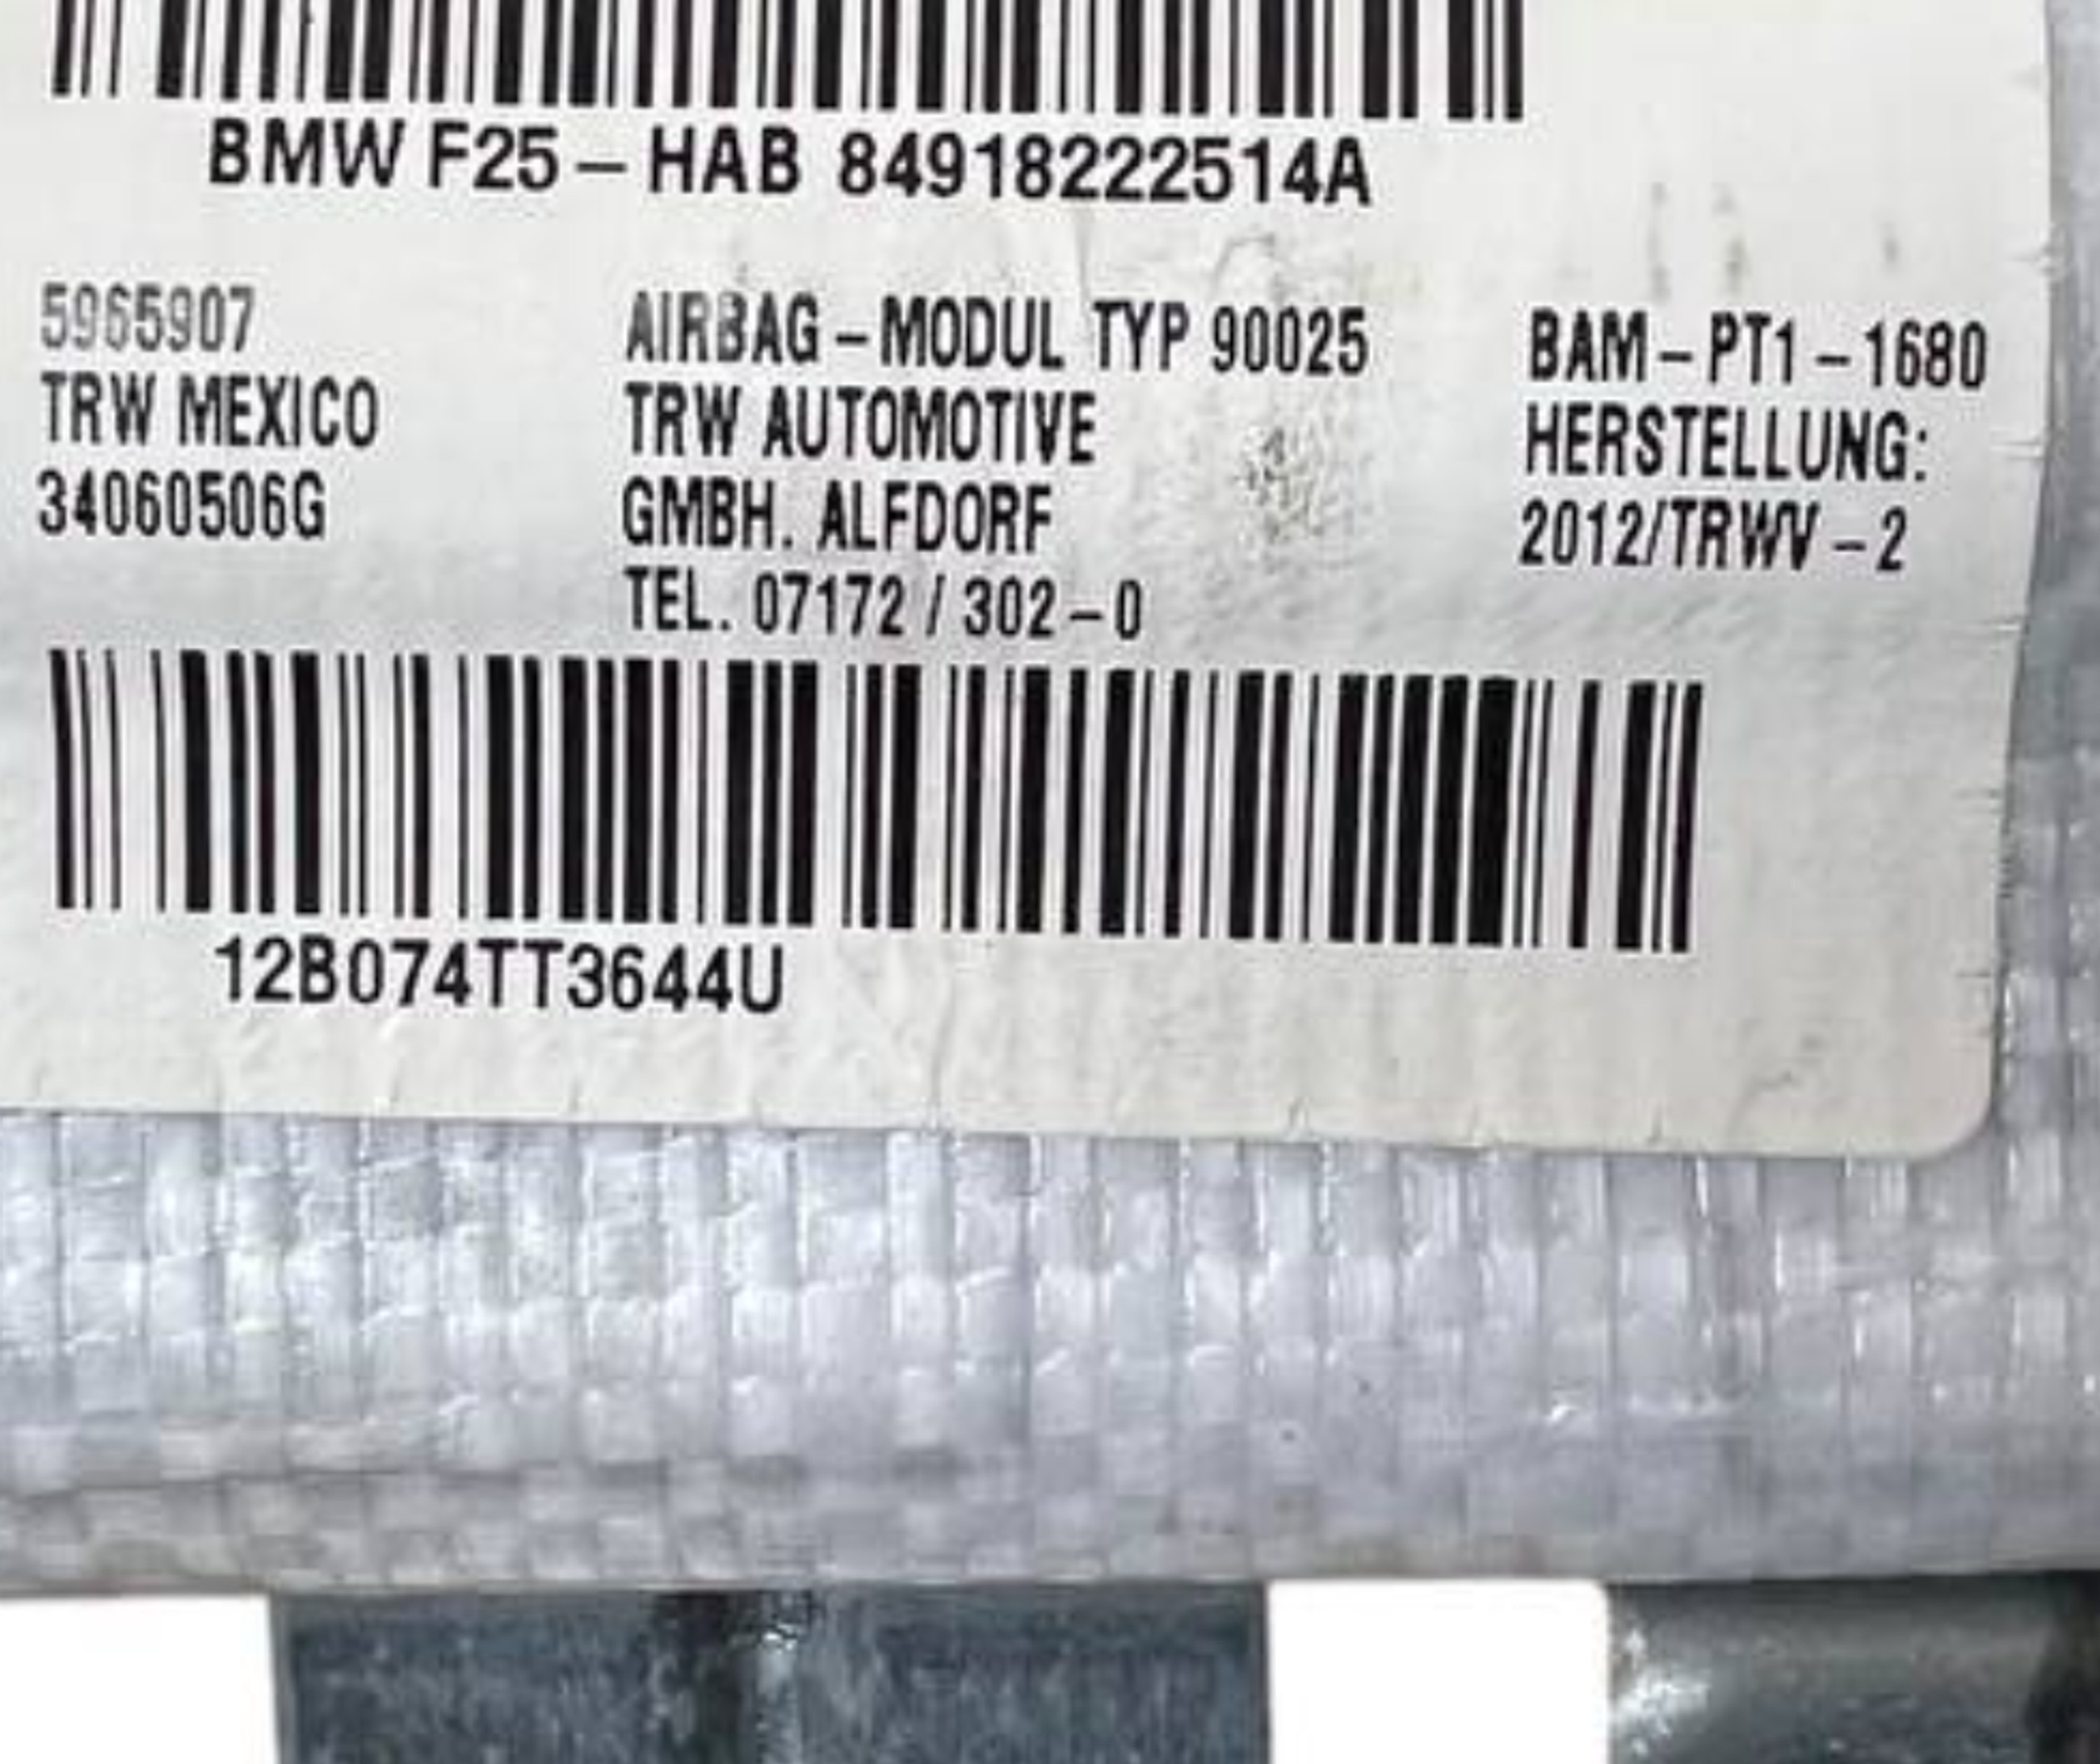 BMW F25 – HAB 84918222514A
5965907
TRW MEXICO
34060506G
AIRBAG – MODUL TYP 90025
TRW AUTOMOTIVE
GMBH. ALFDORF
TEL. 07172 / 302 – 0
BAM – PT1 – 1680
HERSTELLUNG:
2012/TRWV – 2
12B074TT3644U